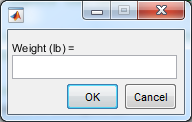 Weight (lb) =
OK Cancel